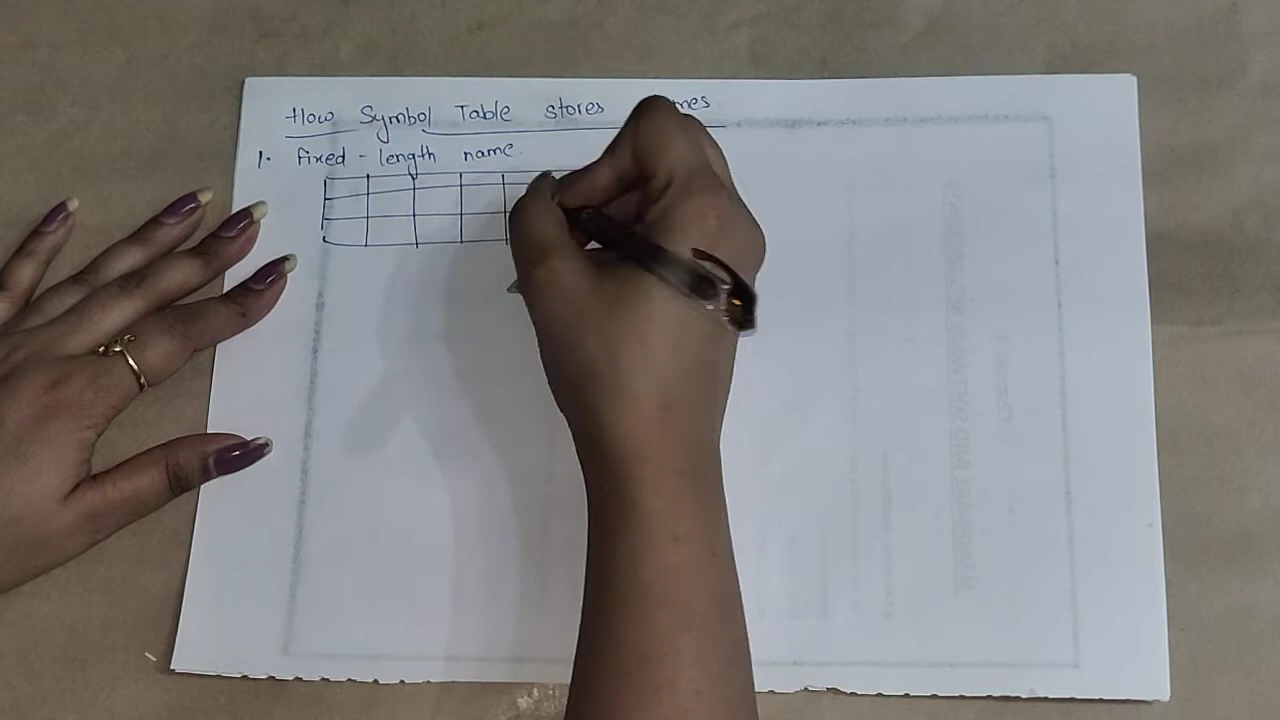 How Symbol Table stores
1. fixed - length name.